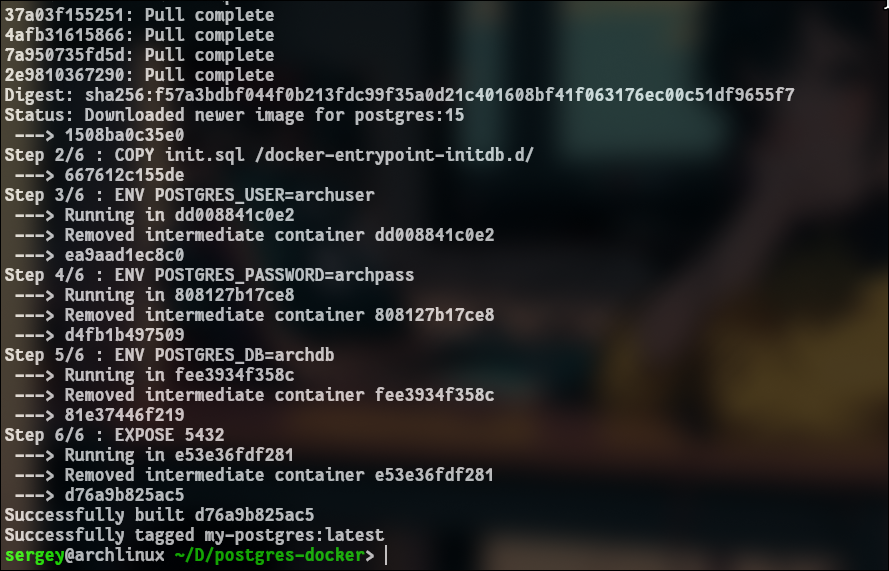 37a03f155251: Pull complete
4afb31615866: Pull complete
7a950735fd5d: Pull complete
2e9810367290: Pull complete
Digest: sha256:f57a3bdbf044f0b213fdc99f35a0d21c401608bf41f063176ec00c51df9655f7
Status: Downloaded newer image for postgres:15
 ---> 1508ba0c35e0
Step 2/6 : COPY init.sql /docker-entrypoint-initdb.d/
 ---> 667612c155de
Step 3/6 : ENV POSTGRES_USER=archuser
 ---> Running in dd008841c0e2
 ---> Removed intermediate container dd008841c0e2
 ---> ea9aad1ec8c0
Step 4/6 : ENV POSTGRES_PASSWORD=archpass
 ---> Running in 808127b17ce8
 ---> Removed intermediate container 808127b17ce8
 ---> d4fb1b497509
Step 5/6 : ENV POSTGRES_DB=archdb
 ---> Running in fee3934f358c
 ---> Removed intermediate container fee3934f358c
 ---> 81e37446f219
Step 6/6 : EXPOSE 5432
 ---> Running in e53e36fdf281
 ---> Removed intermediate container e53e36fdf281
 ---> d76a9b825ac5
Successfully built d76a9b825ac5
Successfully tagged my-postgres:latest
sergey@archlinux ~/D/postgres-docker>